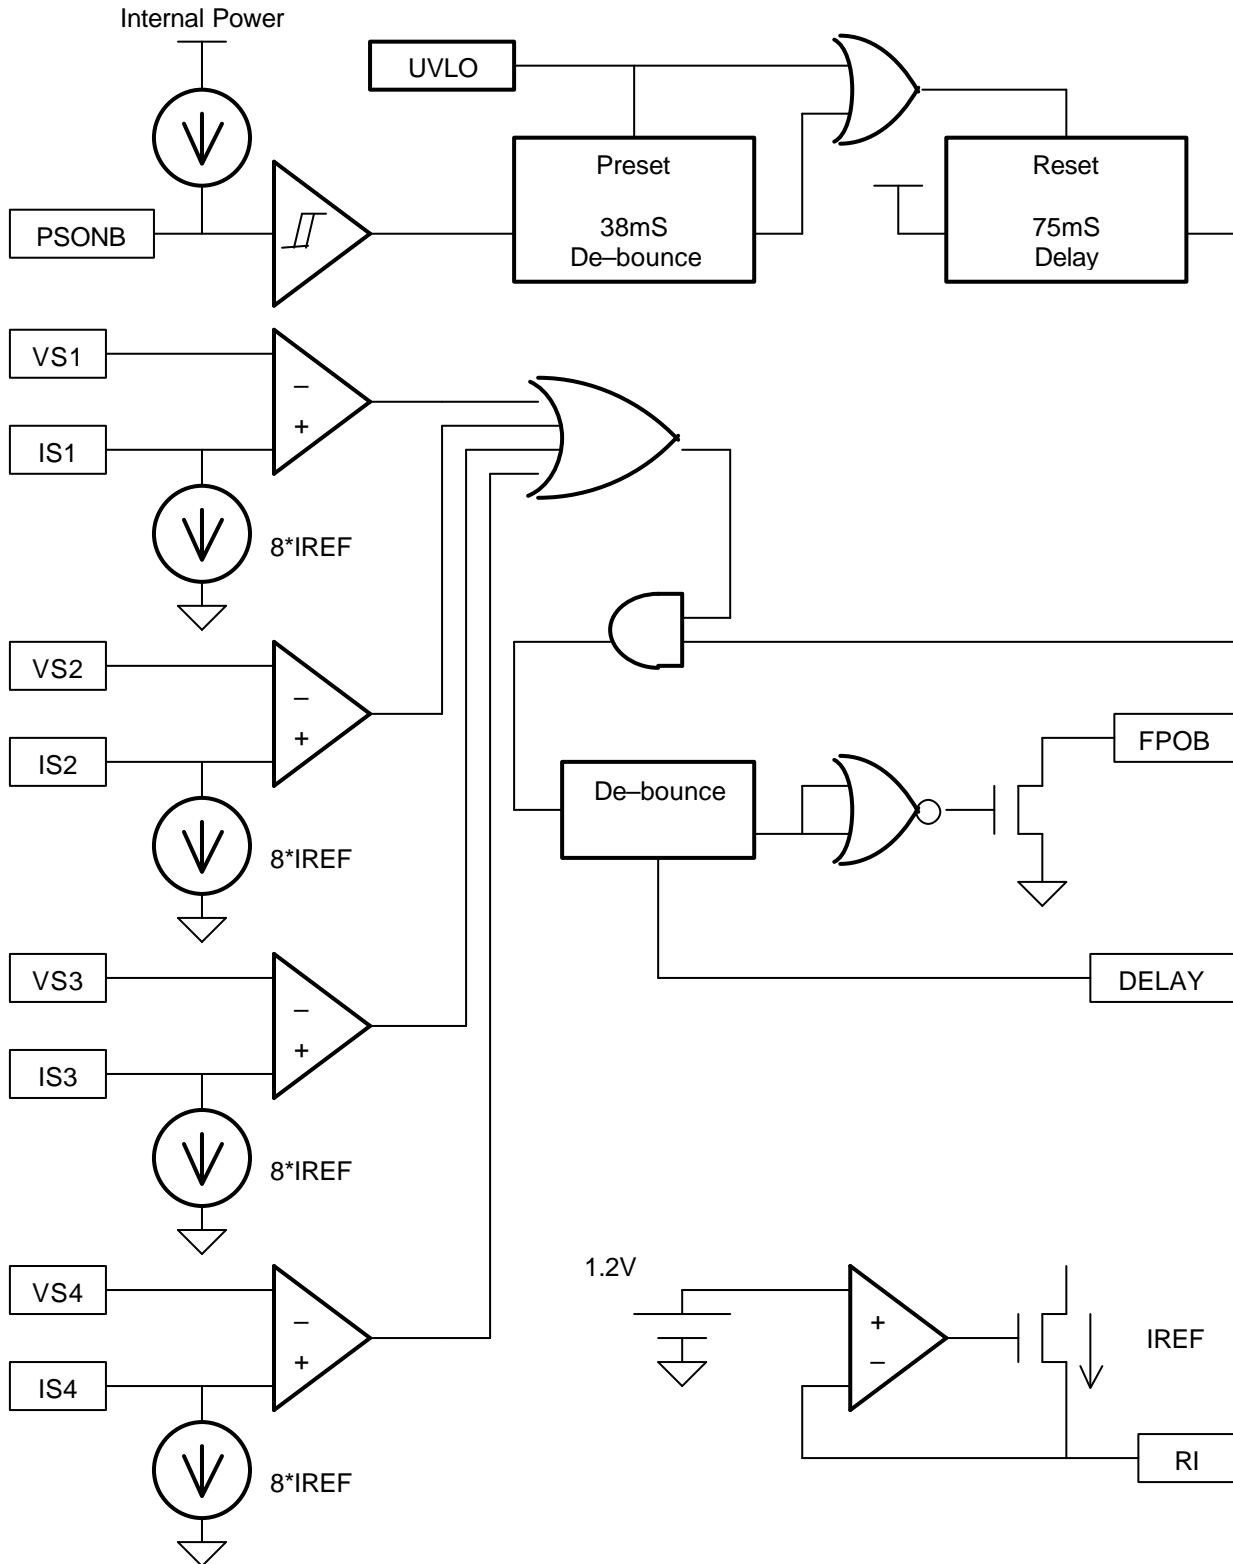 Internal Power
UVLO
Preset
38mS
De–bounce
Reset
75mS
Delay
PSONB
VS1
–
+
IS1
8*IREF
VS2
–
+
IS2
8*IREF
FPOB
De–bounce
VS3
–
+
IS3
8*IREF
DELAY
VS4
–
+
IS4
8*IREF
1.2V
+
–
IREF
RI